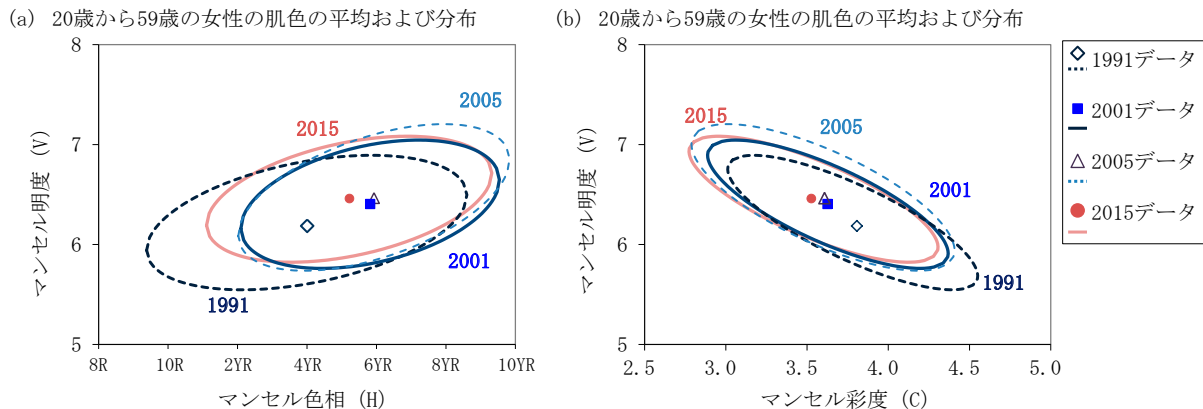 (a) 20歳から59歳の女性の肌色の平均および分布
8
7
6
5
マンセル明度 (V)
2005
2015
2001
1991
8R 10R 2YR 4YR 6YR 8YR 10YR
マンセル色相 (H)
(b) 20歳から59歳の女性の肌色の平均および分布
8
7
6
5
マンセル明度 (V)
2015
2005
2001
1991
2.5 3.0 3.5 4.0 4.5 5.0
マンセル彩度 (C)
1991データ
2001データ
2005データ
2015データ